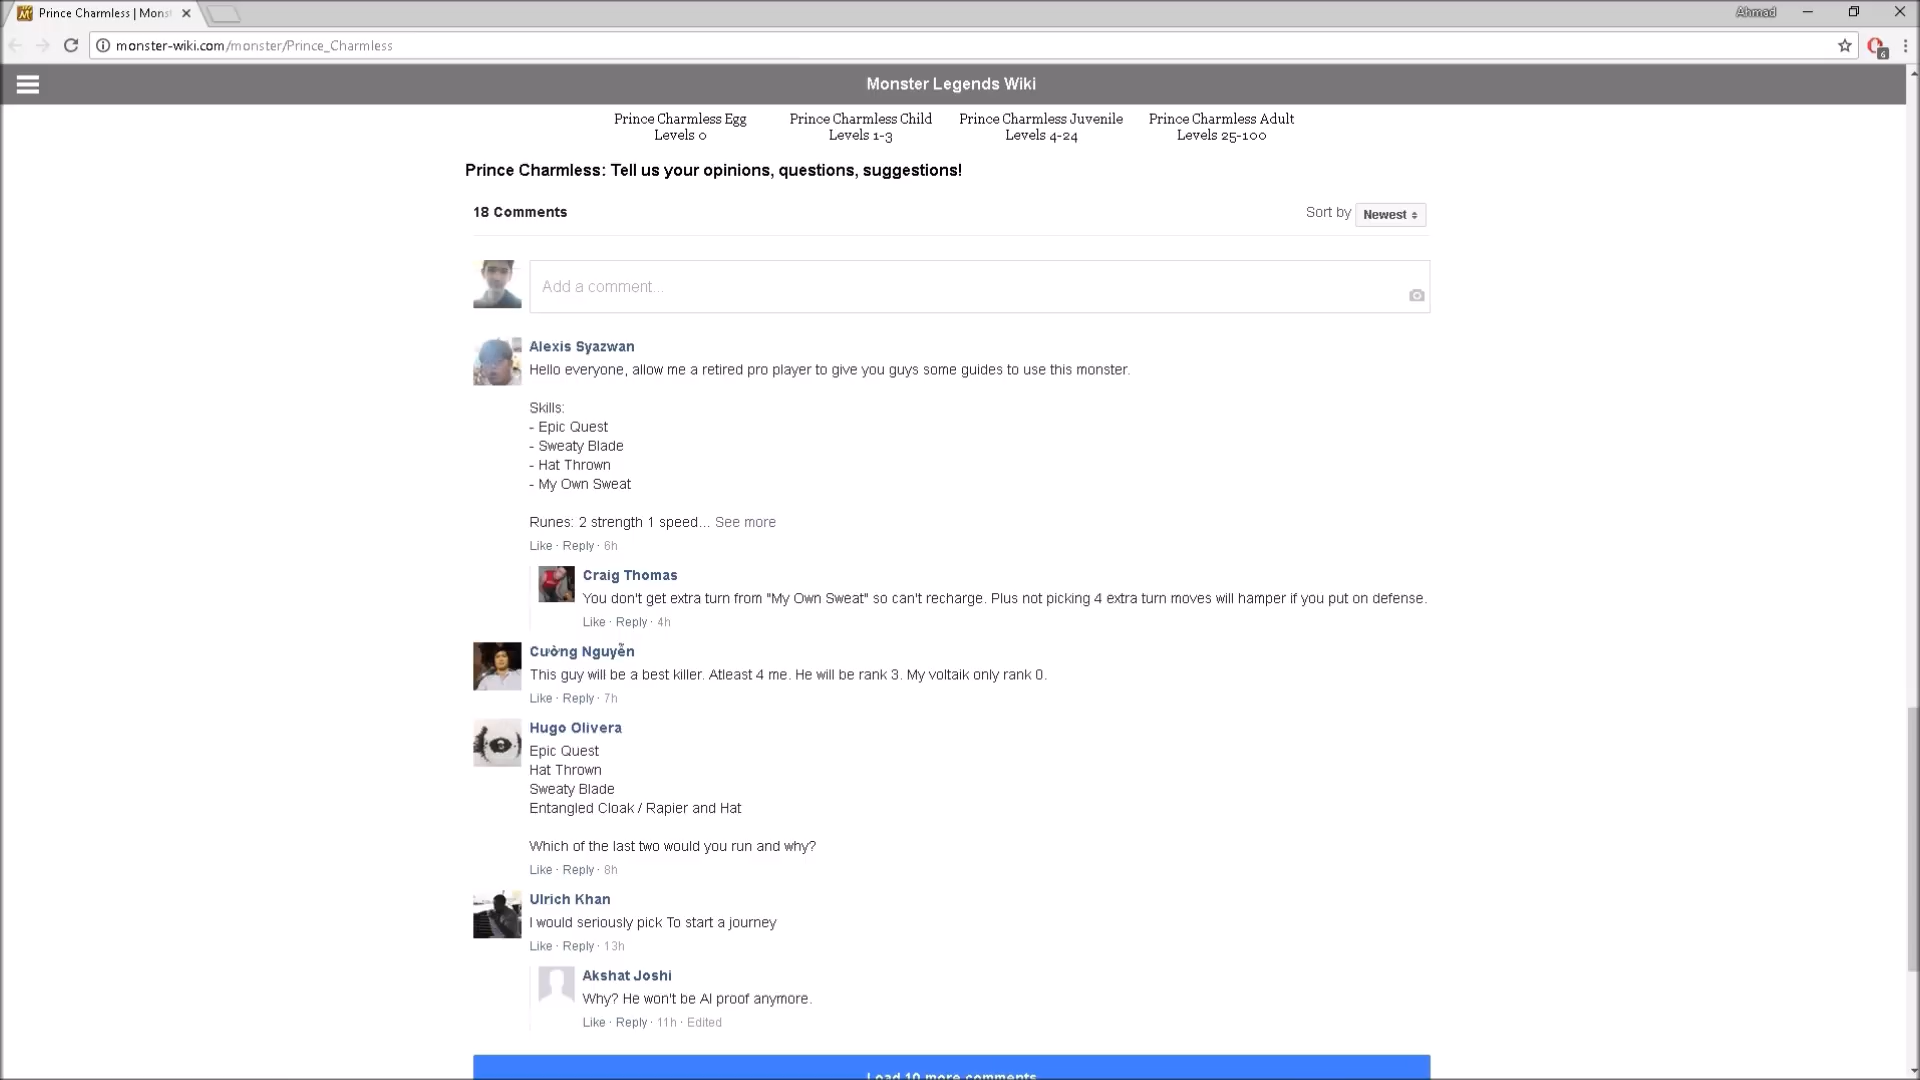 Prince Charmless | Mons
Ahmad
monster-wiki.com/monster/Prince_Charmless
6
Monster Legends Wiki
Prince Charmless Egg
Levels 0
Prince Charmless Child
Levels 1-3
Prince Charmless Juvenile
Levels 4-24
Prince Charmless Adult
Levels 25-100
Prince Charmless: Tell us your opinions, questions, suggestions!
18 Comments
Sort by Newest
Add a comment...
Alexis Syazwan
Hello everyone, allow me a retired pro player to give you guys some guides to use this monster.
Skills:
- Epic Quest
- Sweaty Blade
- Hat Thrown
- My Own Sweat
Runes: 2 strength 1 speed... See more
Like · Reply · 6h
Craig Thomas
You don't get extra turn from "My Own Sweat" so can't recharge. Plus not picking 4 extra turn moves will hamper if you put on defense.
Like · Reply · 4h
Cường Nguyễn
This guy will be a best killer. Atleast 4 me. He will be rank 3. My voltaik only rank 0.
Like · Reply · 7h
Hugo Olivera
Epic Quest
Hat Thrown
Sweaty Blade
Entangled Cloak / Rapier and Hat
Which of the last two would you run and why?
Like · Reply · 8h
Ulrich Khan
I would seriously pick To start a journey
Like · Reply · 13h
Akshat Joshi
Why? He won't be AI proof anymore.
Like · Reply · 11h · Edited
Load 10 more comments